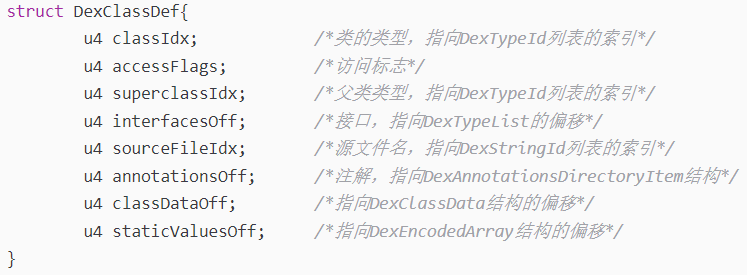 struct DexClassDef{
u4 classIdx; /*类的类型，指向DexTypeId列表的索引*/
u4 accessFlags; /*访问标志*/
u4 superclassIdx; /*父类类型，指向DexTypeId列表的索引*/
u4 interfacesOff; /*接口，指向DexTypeList的偏移*/
u4 sourceFileIdx; /*源文件名，指向DexStringId列表的索引*/
u4 annotationsOff; /*注解，指向DexAnnotationsDirectoryItem结构*/
u4 classDataOff; /*指向DexClassData结构的偏移*/
u4 staticValuesOff; /*指向DexEncodedArray结构的偏移*/
}